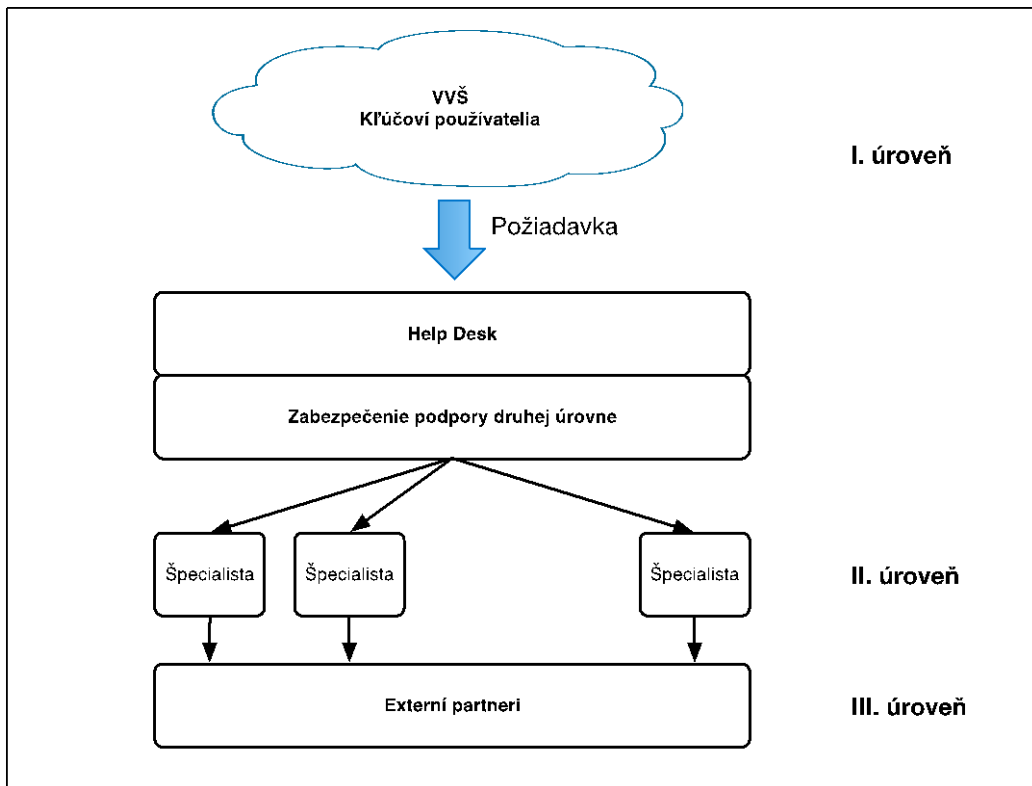 VVŠ
Kľúčoví používatelia
I. úroveň
Požiadavka
Help Desk
Zabezpečenie podpory druhej úrovne
Špecialista
Špecialista
Špecialista
II. úroveň
Externí partneri
III. úroveň